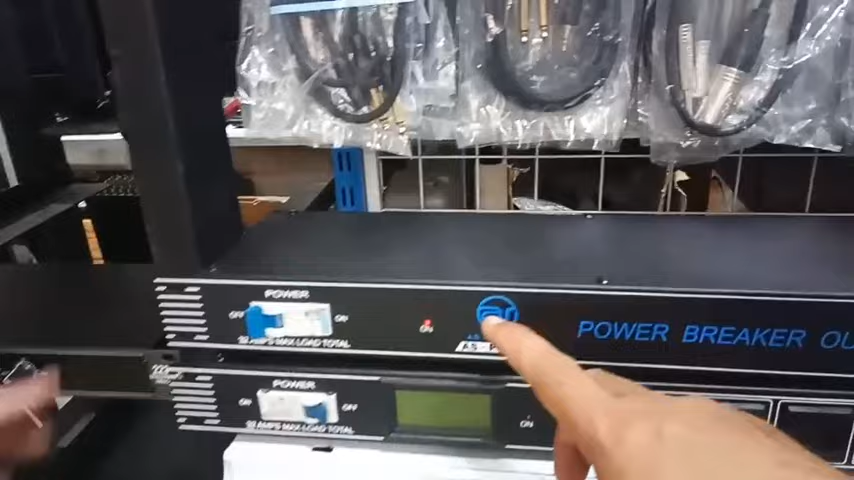 POWER
OFF
ON
32 AMPS MAX LOAD TOTAL
ON
POWER BREAKER OU
POWER
OFF
ON
32 AMPS MAX LOAD TOTAL